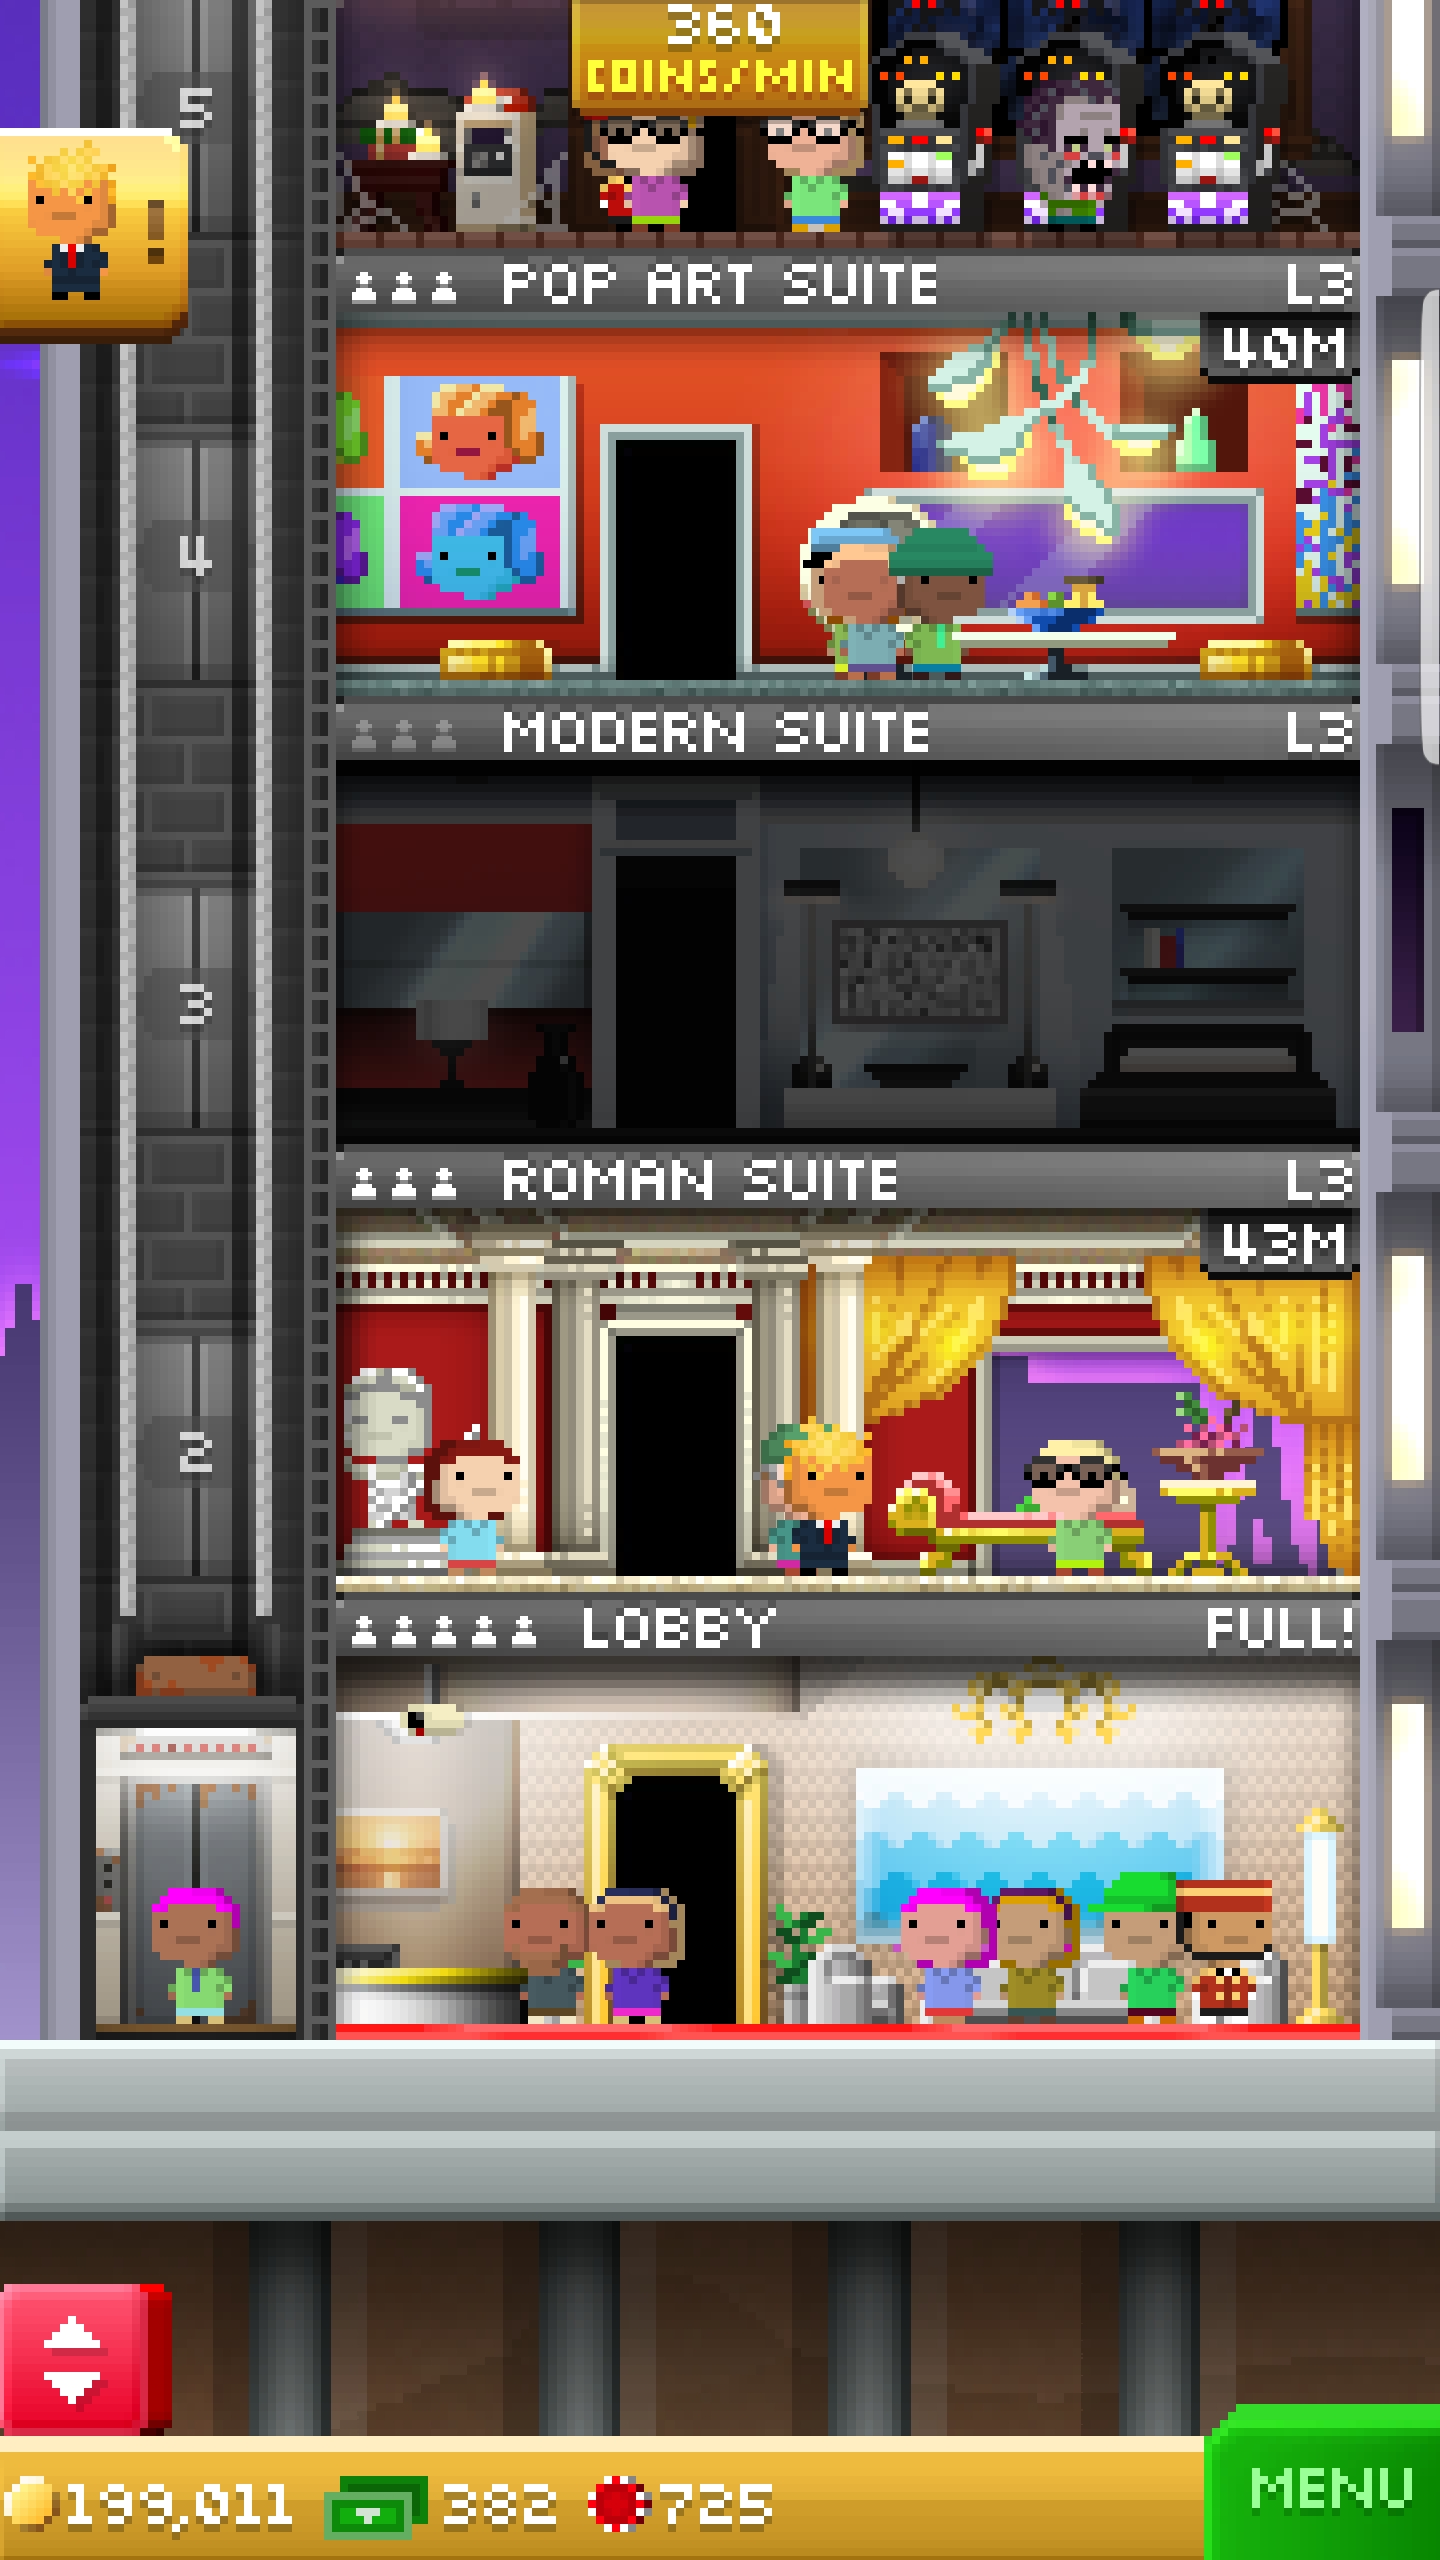 360
COINS/MIN
5
!
POP ART SUITE L3
40M
4
MODERN SUITE L3
3
ROMAN SUITE L3
43M
2
LOBBY FULL!
199,011 382 725
MENU